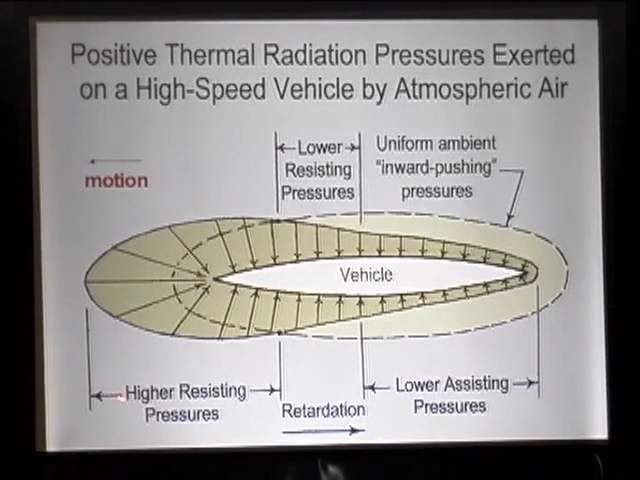 Positive Thermal Radiation Pressures Exerted
on a High-Speed Vehicle by Atmospheric Air
motion
Lower
Resisting
Pressures
Uniform ambient
"inward-pushing"
pressures
Vehicle
Higher Resisting
Pressures
Retardation
Lower Assisting
Pressures